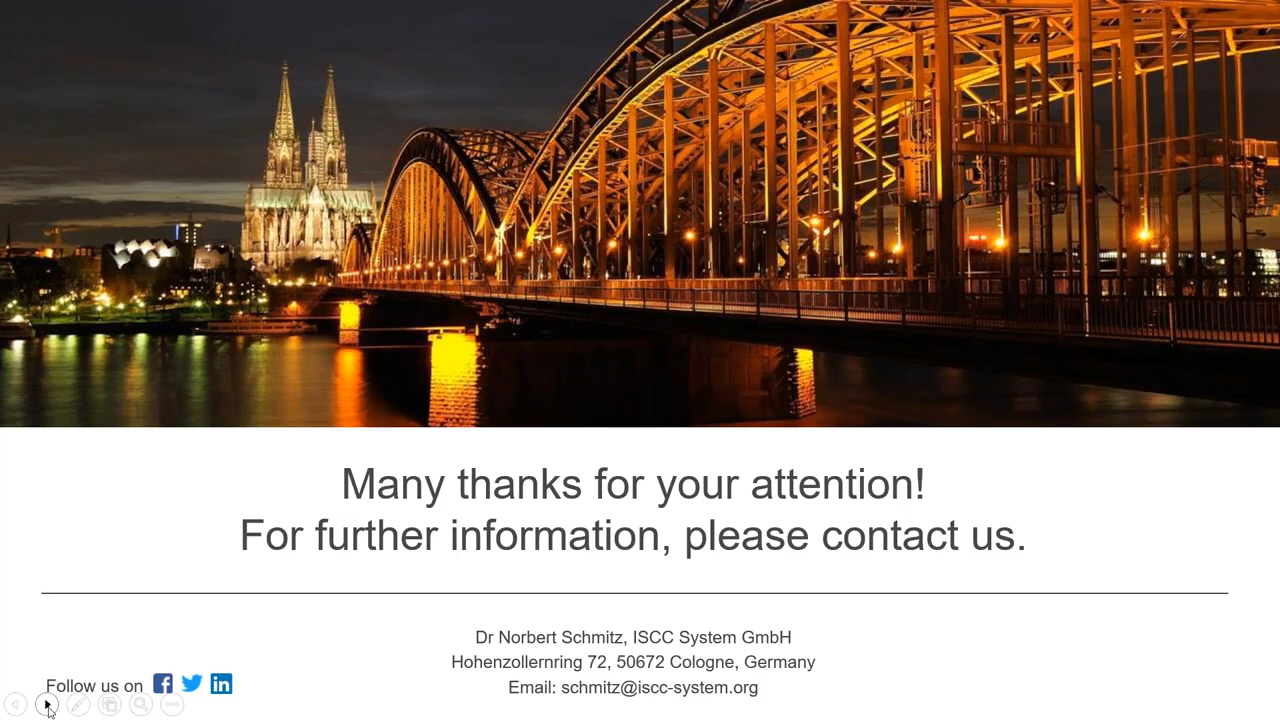 Many thanks for your attention!
For further information, please contact us.
Dr Norbert Schmitz, ISCC System GmbH
Hohenzollernring 72, 50672 Cologne, Germany
Email: schmitz@iscc-system.org
Follow us on